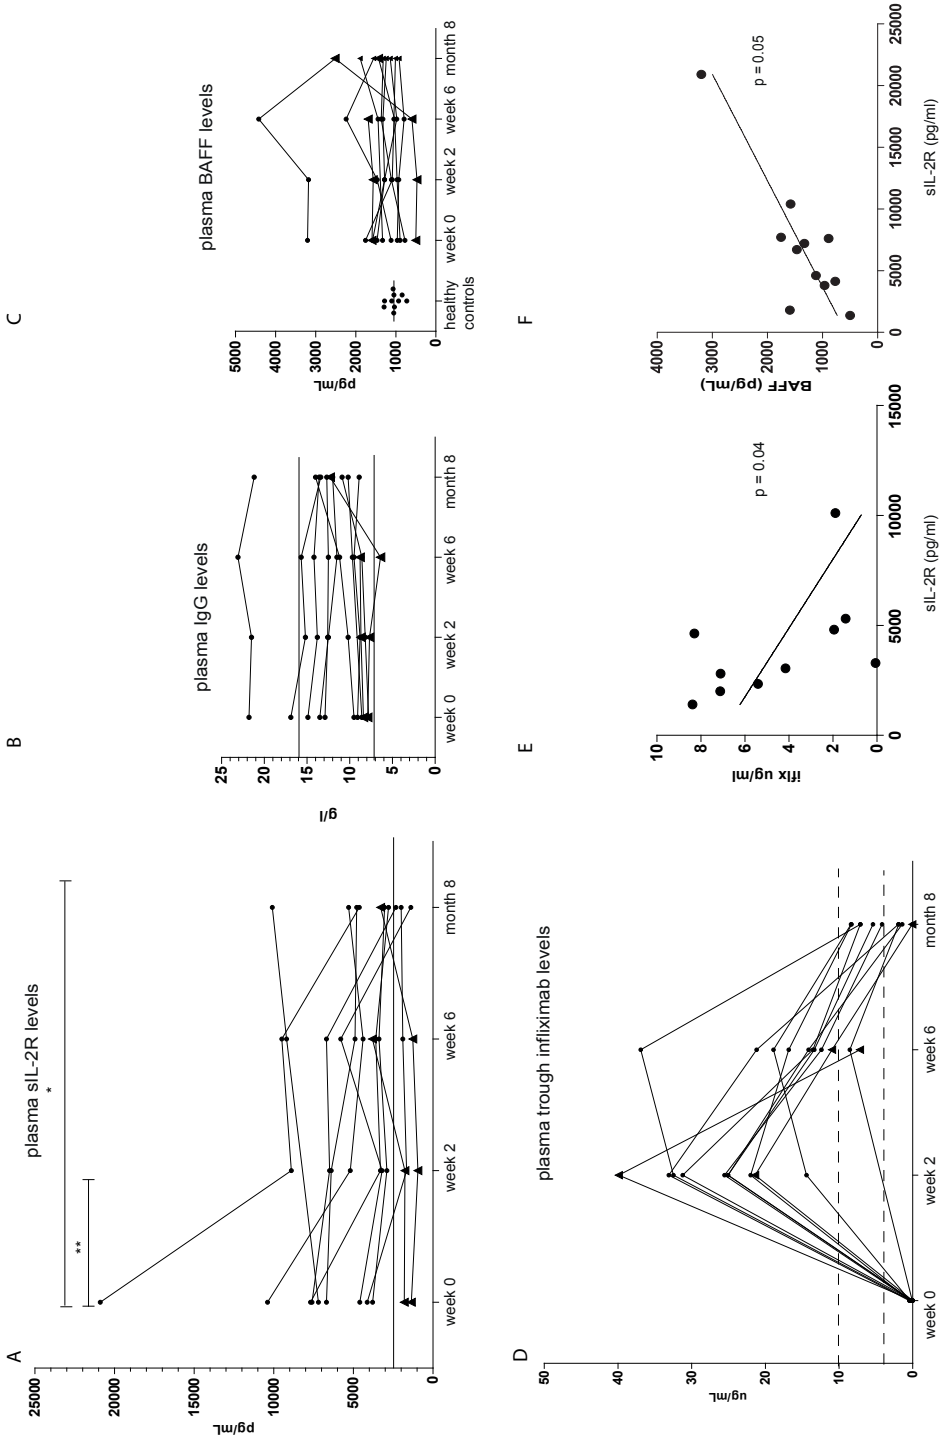 A
plasma sIL-2R levels
*
**
pg/mL
25000
20000
15000
10000
5000
0
week 0
week 2
week 6
month 8
B
plasma IgG levels
g/l
25
20
15
10
5
0
week 0
week 2
week 6
month 8
C
plasma BAFF levels
pg/mL
5000
4000
3000
2000
1000
0
healthy
controls
week 0
week 2
week 6
month 8
D
plasma trough infliximab levels
ug/mL
50
40
30
20
10
0
week 0
week 2
week 6
month 8
E
p = 0.04
iflx ug/ml
10
8
6
4
2
0
0
5000
10000
15000
sIL-2R (pg/ml)
F
p = 0.05
BAFF (pg/mL)
4000
3000
2000
1000
0
0
5000
10000
15000
20000
25000
sIL-2R (pg/ml)